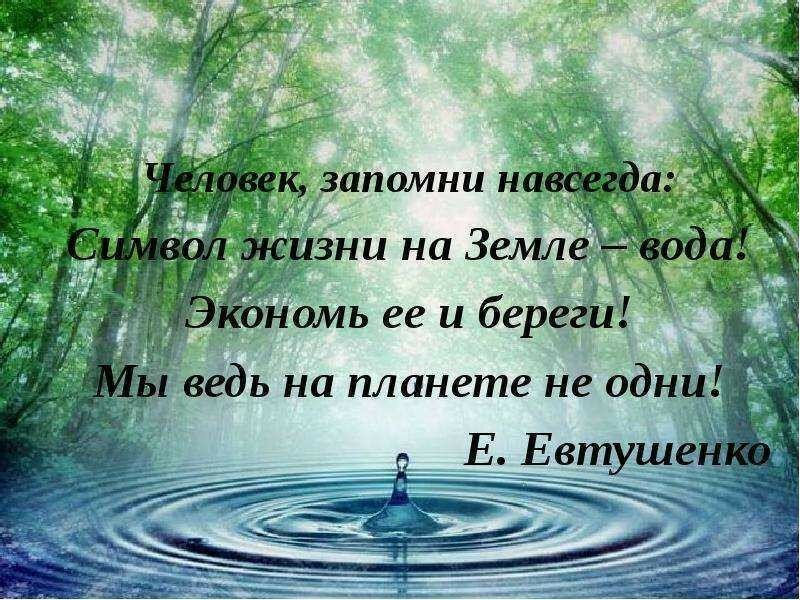 Человек, запомни навсегда:
Символ жизни на Земле – вода!
Экономь ее и береги!
Мы ведь на планете не одни!
Е. Евтушенко